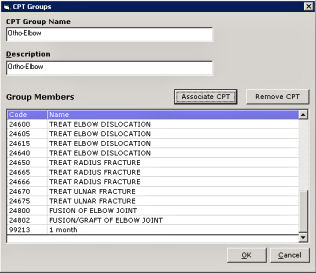 CPT Groups
CPT Group Name
Ortho-Elbow
Description
Ortho-Elbow
Group Members
Associate CPT
Remove CPT
Code Name
24600 TREAT ELBOW DISLOCATION
24605 TREAT ELBOW DISLOCATION
24615 TREAT ELBOW DISLOCATION
24640 TREAT ELBOW DISLOCATION
24650 TREAT RADIUS FRACTURE
24665 TREAT RADIUS FRACTURE
24666 TREAT RADIUS FRACTURE
24670 TREAT ULNAR FRACTURE
24675 TREAT ULNAR FRACTURE
24800 FUSION OF ELBOW JOINT
24802 FUSION/GRAFT OF ELBOW JOINT
99213 1 month
OK
Cancel